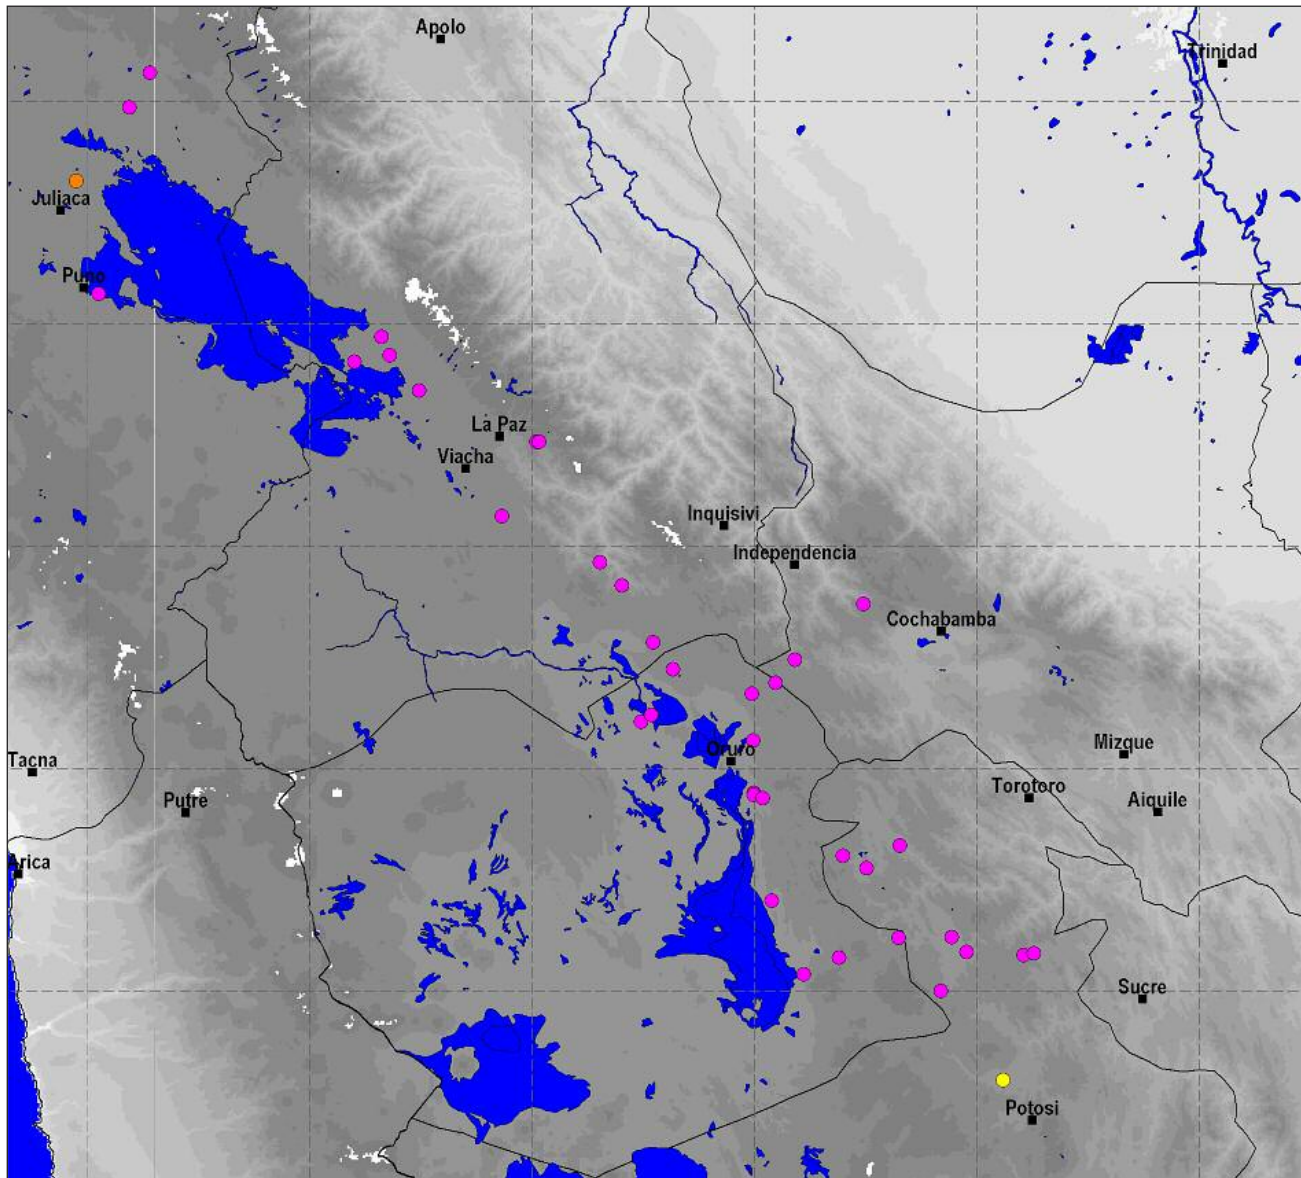 Apolo
Trinidad
Juliaca
Puno
La Paz
Viacha
Inquisivi
Independencia
Cochabamba
Mizque
Tacna
Oruro
Torotoro
Putre
Aiquile
Arica
Sucre
Potosi